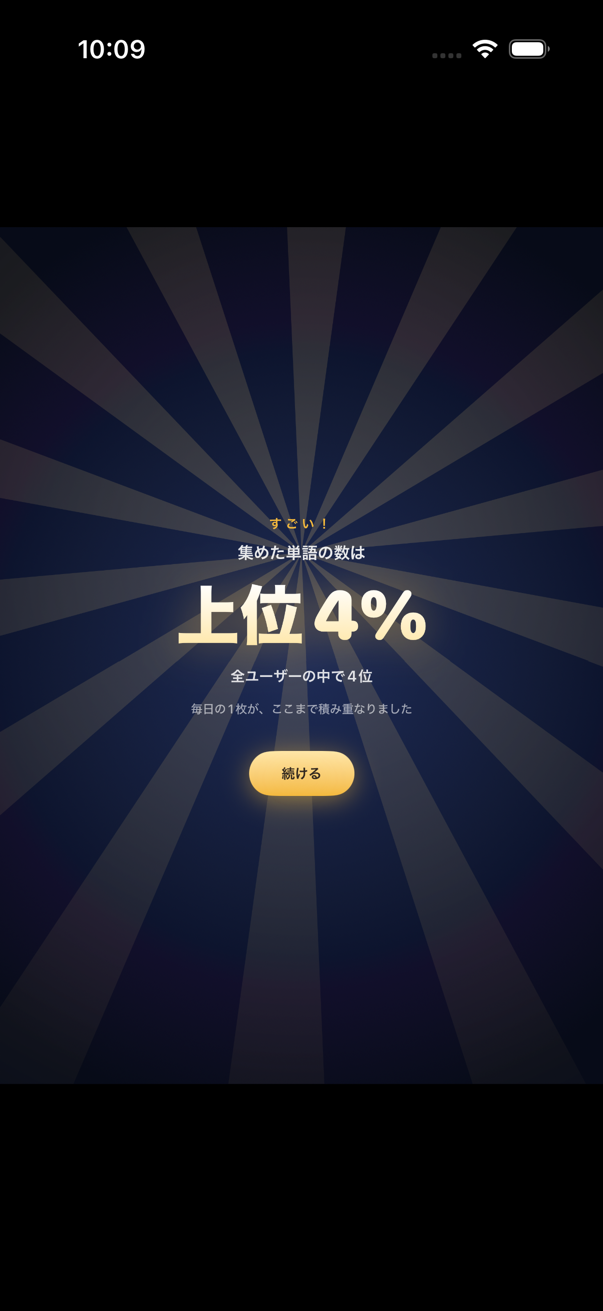 10:09
すごい！
集めた単語の数は
上位 4%
全ユーザーの中で4位
毎日の1枚が、ここまで積み重なりました
続ける